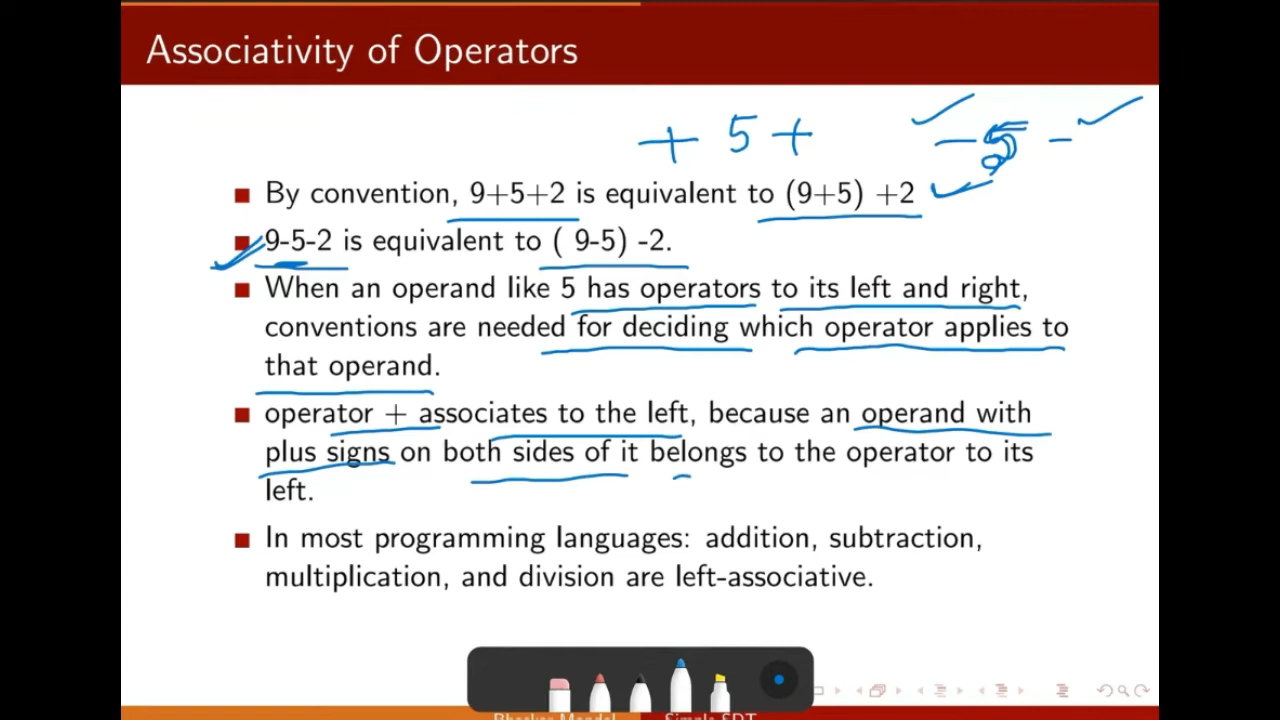 Associativity of Operators
+ 5 +
- 5 -
By convention, 9+5+2 is equivalent to (9+5) +2
9-5-2 is equivalent to ( 9-5) -2.
When an operand like 5 has operators to its left and right,
conventions are needed for deciding which operator applies to
that operand.
operator + associates to the left, because an operand with
plus signs on both sides of it belongs to the operator to its
left.
In most programming languages: addition, subtraction,
multiplication, and division are left-associative.
Bhaskar Mondal Simple SDT